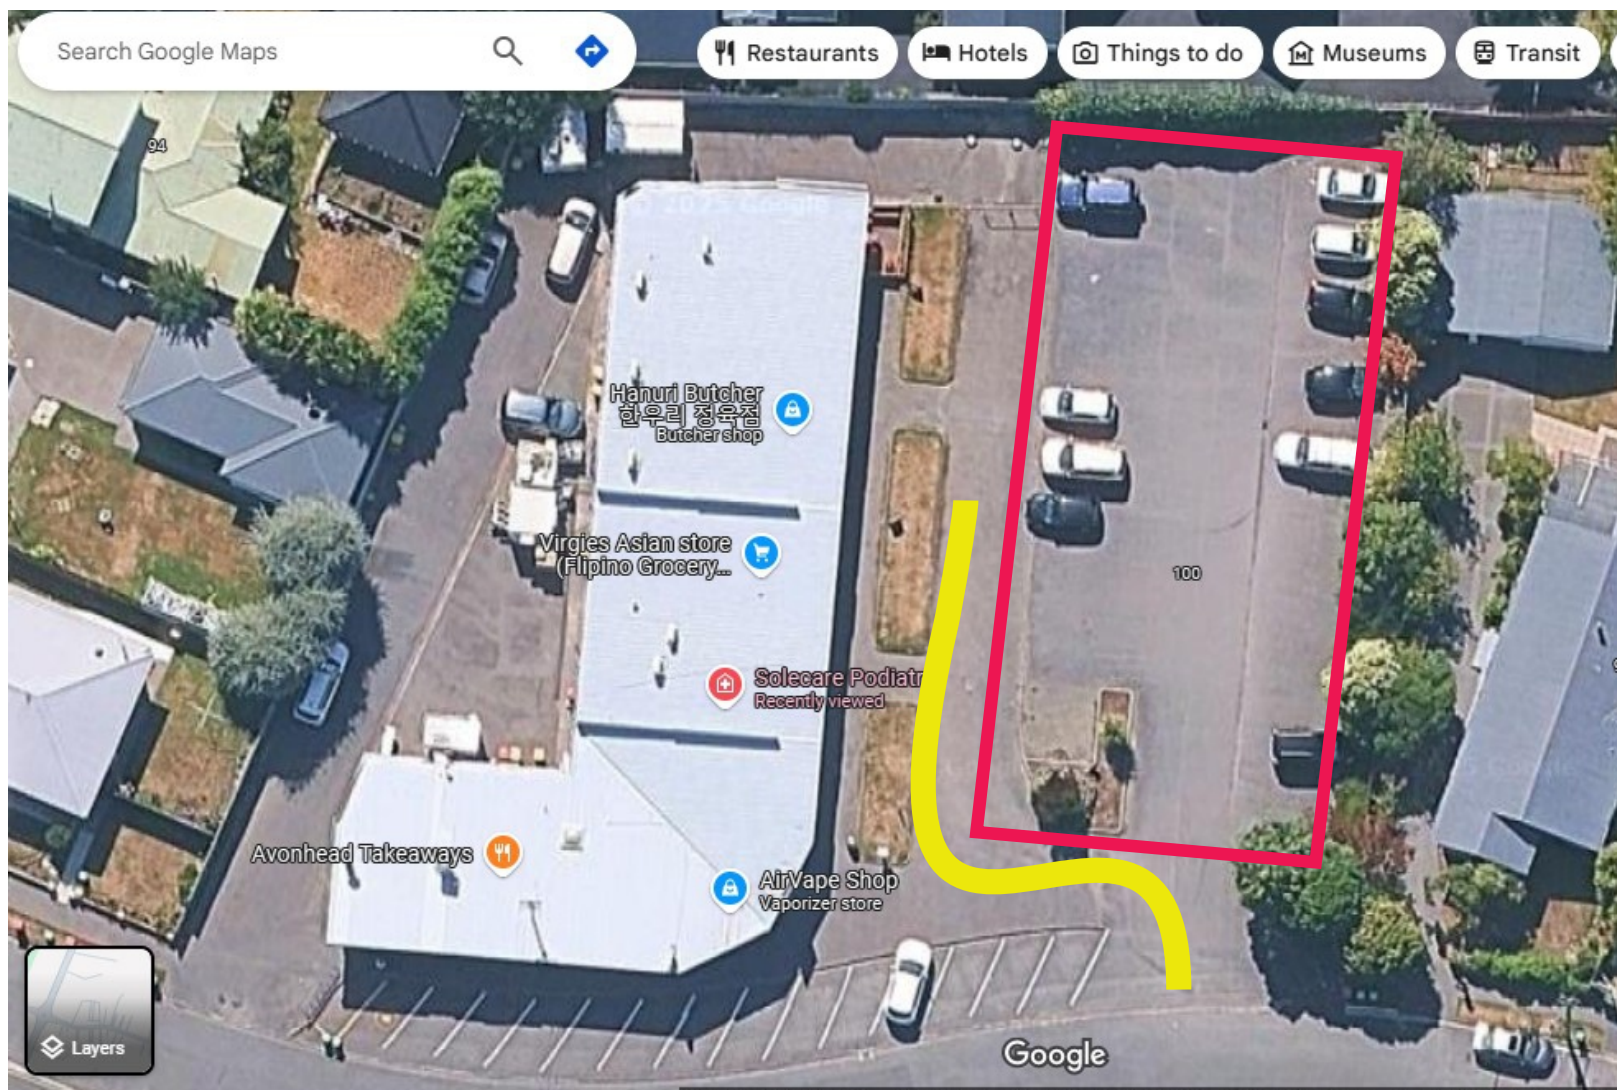 Search Google Maps
Restaurants
Hotels
Things to do
Museums
Transit
94
Hanuri Butcher
한우리 정육점
Butcher shop
Virgies Asian store
(Flipino Grocery...
100
Solecare Podiatr
Recently viewed
Avonhead Takeaways
AirVape Shop
Vaporizer store
Layers
Google